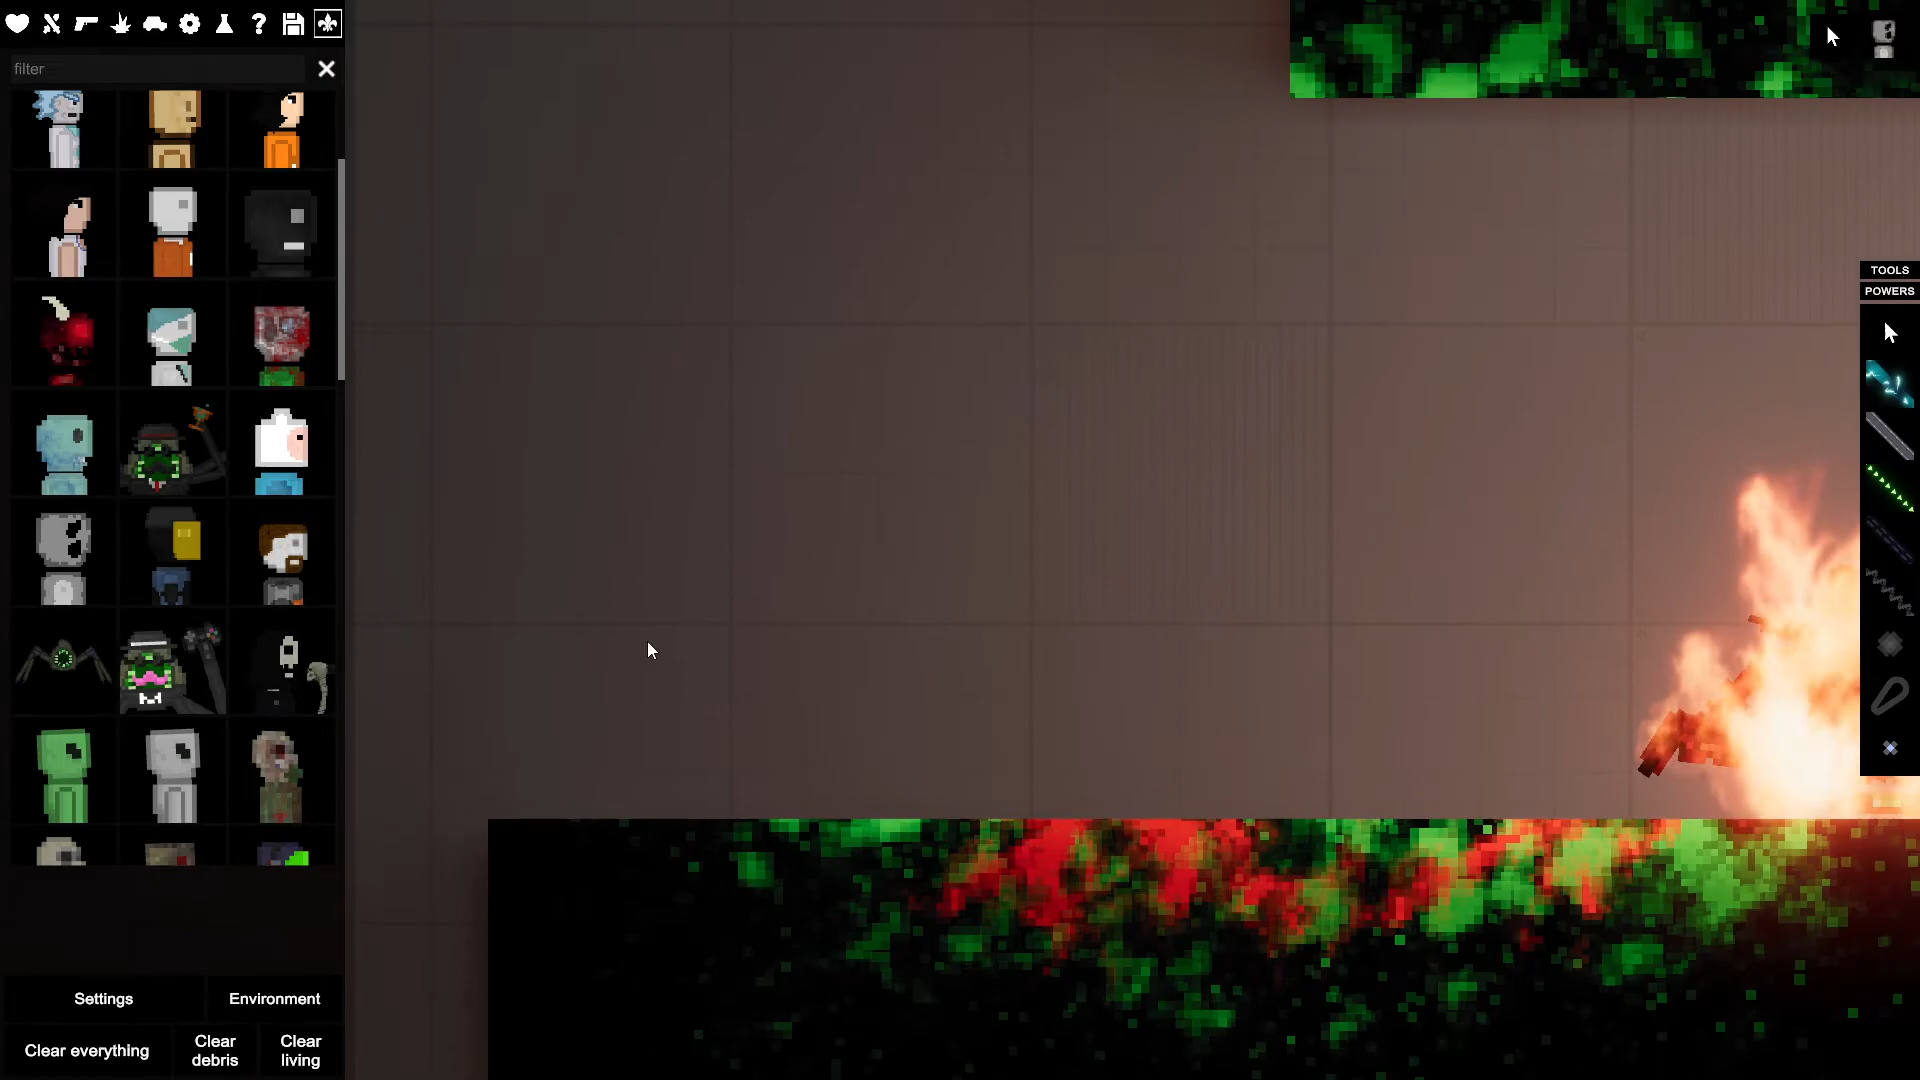 filter
TOOLS
POWERS
Settings
Environment
Clear everything
Clear
debris
Clear
living